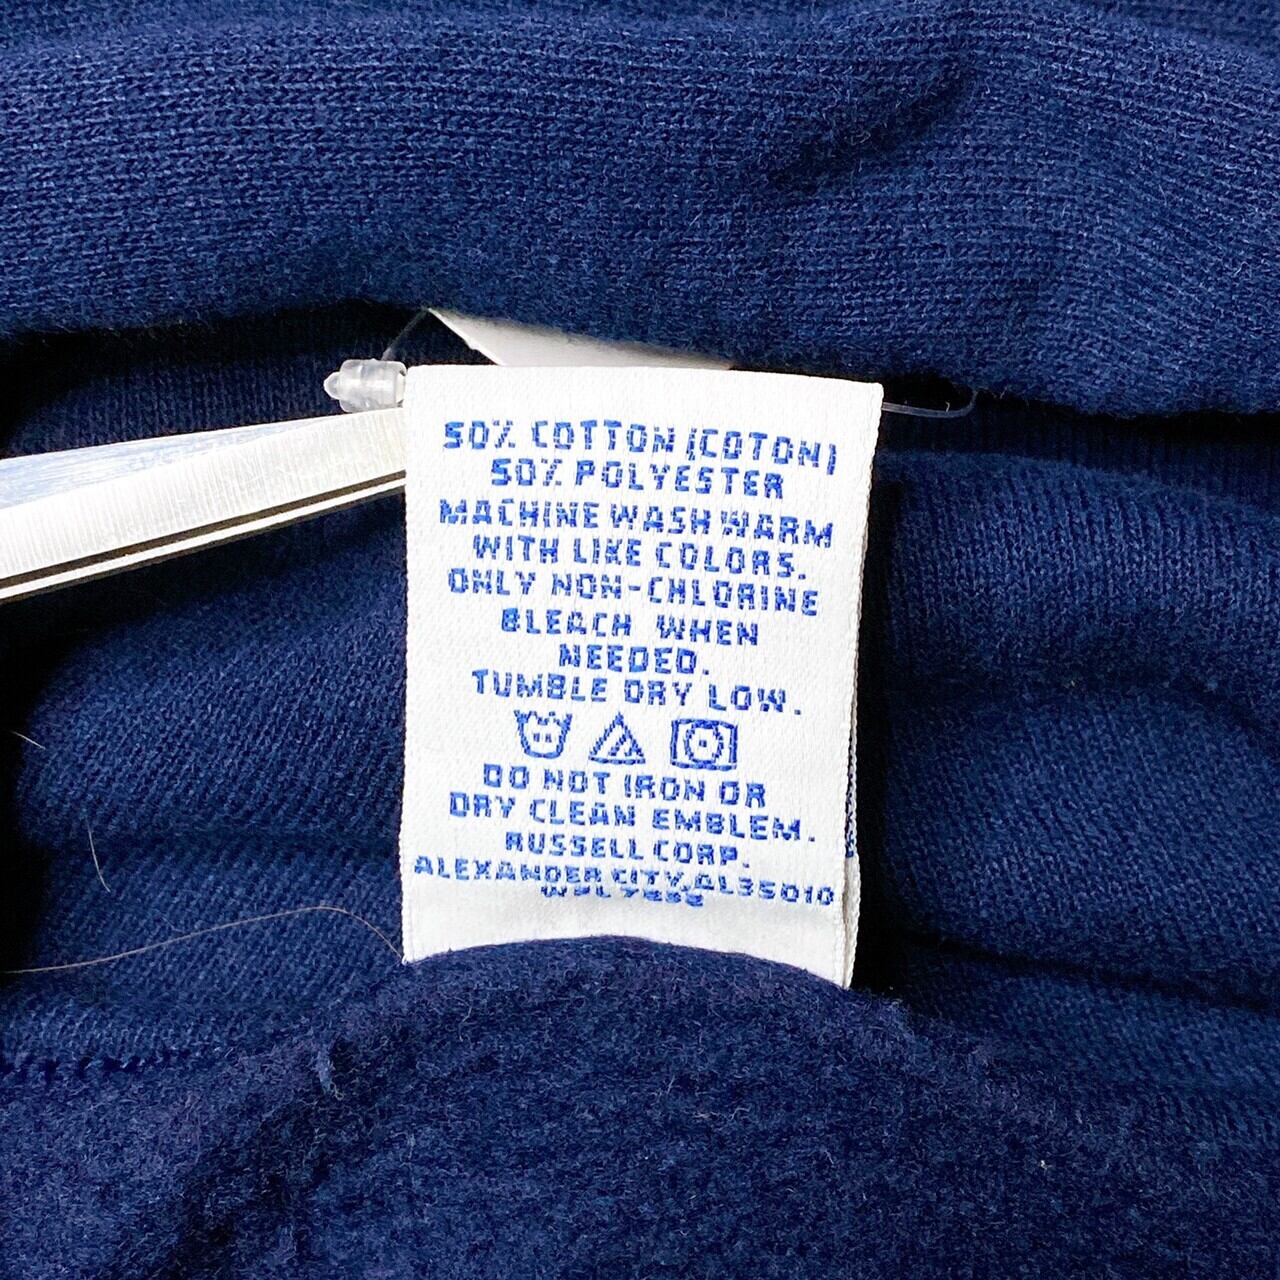 50% COTTON (COTON)
50% POLYESTER
MACHINE WASH WARM
WITH LIKE COLORS.
ONLY NON-CHLORINE
BLEACH WHEN
NEEDED.
TUMBLE DRY LOW.
DO NOT IRON OR
DRY CLEAN EMBLEM.
RUSSELL CORP.
ALEXANDER CITY, AL35010